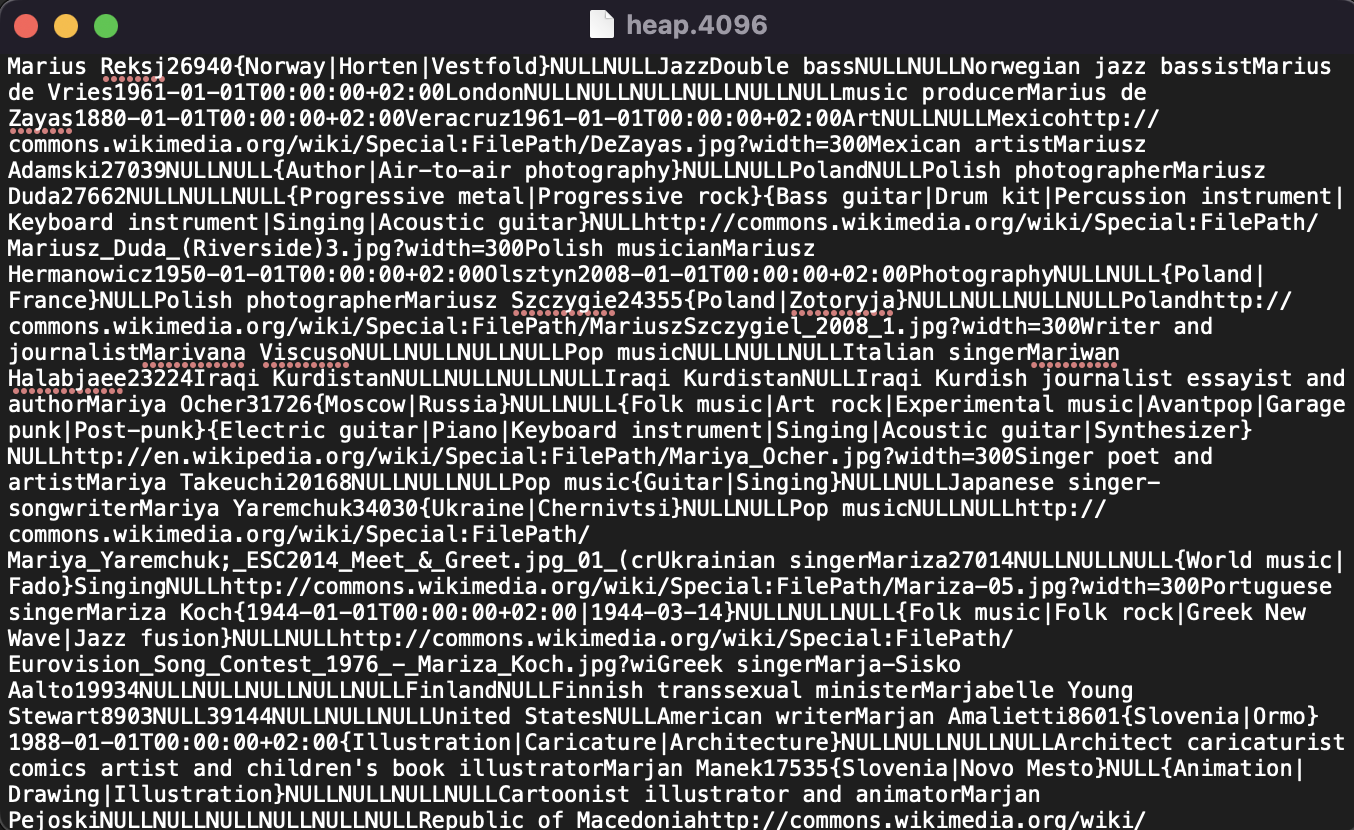 heap.4096
Marius Reksj26940{Norway|Horten|Vestfold}NULLNULLJazzDouble bassNULLNULLNorwegian jazz bassistMarius
de Vries1961-01-01T00:00:00+02:00LondonNULLNULLNULLNULLNULLNULLmusic producerMarius de
Zayas1880-01-01T00:00:00+02:00Veracruz1961-01-01T00:00:00+02:00ArtNULLNULLMexicohttp://
commons.wikimedia.org/wiki/Special:FilePath/DeZayas.jpg?width=300Mexican artistMariusz
Adamski27039NULLNULL{Author|Air-to-air photography}NULLNULLPolandNULLPolish photographerMariusz
Duda27662NULLNULLNULL{Progressive metal|Progressive rock}{Bass guitar|Drum kit|Percussion instrument|
Keyboard instrument|Singing|Acoustic guitar}NULLhttp://commons.wikimedia.org/wiki/Special:FilePath/
Mariusz_Duda_(Riverside)3.jpg?width=300Polish musicianMariusz
Hermanowicz1950-01-01T00:00:00+02:00Olsztyn2008-01-01T00:00:00+02:00PhotographyNULLNULL{Poland|
France}NULLPolish photographerMariusz Szczygie24355{Poland|Zotoryja}NULLNULLNULLNULLPolandhttp://
commons.wikimedia.org/wiki/Special:FilePath/MariuszSzczygiel_2008_1.jpg?width=300Writer and
journalistMarivana ViscusoNULLNULLNULLNULLPop musicNULLNULLNULLItalian singerMariwan
Halabjaee23224Iraqi KurdistanNULLNULLNULLNULLIraqi KurdistanNULLIraqi Kurdish journalist essayist and
authorMariya Ocher31726{Moscow|Russia}NULLNULL{Folk music|Art rock|Experimental music|Avantpop|Garage
punk|Post-punk}{Electric guitar|Piano|Keyboard instrument|Singing|Acoustic guitar|Synthesizer}
NULLhttp://en.wikipedia.org/wiki/Special:FilePath/Mariya_Ocher.jpg?width=300Singer poet and
artistMariya Takeuchi20168NULLNULLNULLPop music{Guitar|Singing}NULLNULLJapanese singer-
songwriterMariya Yaremchuk34030{Ukraine|Chernivtsi}NULLNULLPop musicNULLNULLhttp://
commons.wikimedia.org/wiki/Special:FilePath/
Mariya_Yaremchuk;_ESC2014_Meet_&_Greet.jpg_01_(crUkrainian singerMariza27014NULLNULLNULL{World music|
Fado}SingingNULLhttp://commons.wikimedia.org/wiki/Special:FilePath/Mariza-05.jpg?width=300Portuguese
singerMariza Koch{1944-01-01T00:00:00+02:00|1944-03-14}NULLNULLNULL{Folk music|Folk rock|Greek New
Wave|Jazz fusion}NULLNULLhttp://commons.wikimedia.org/wiki/Special:FilePath/
Eurovision_Song_Contest_1976_-_Mariza_Koch.jpg?wiGreek singerMarja-Sisko
Aalto19934NULLNULLNULLNULLNULLFinlandNULLFinnish transsexual ministerMarjabelle Young
Stewart8903NULL39144NULLNULLNULLUnited StatesNULLAmerican writerMarjan Amalietti8601{Slovenia|Ormo}
1988-01-01T00:00:00+02:00{Illustration|Caricature|Architecture}NULLNULLNULLNULLArchitect caricaturist
comics artist and children's book illustratorMarjan Manek17535{Slovenia|Novo Mesto}NULL{Animation|
Drawing|Illustration}NULLNULLNULLNULLCartoonist illustrator and animatorMarjan
PejoskiNULLNULLNULLNULLNULLNULLRepublic of Macedoniahttp://commons.wikimedia.org/wiki/